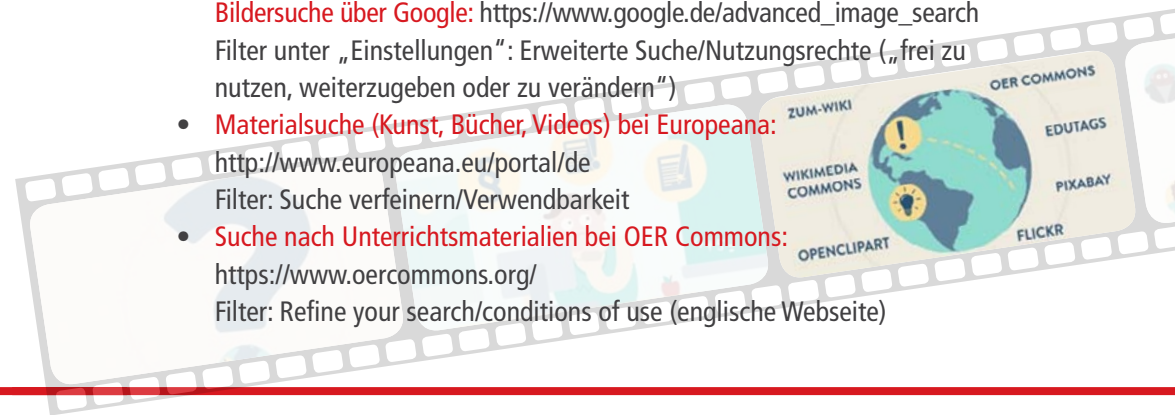 Bildersuche über Google: https://www.google.de/advanced_image_search
Filter unter „Einstellungen“: Erweiterte Suche/Nutzungsrechte („frei zu
nutzen, weiterzugeben oder zu verändern“)
• Materialsuche (Kunst, Bücher, Videos) bei Europeana:
http://www.europeana.eu/portal/de
Filter: Suche verfeinern/Verwendbarkeit
• Suche nach Unterrichtsmaterialien bei OER Commons:
https://www.oercommons.org/
Filter: Refine your search/conditions of use (englische Webseite)
ZUM-WIKI
OER COMMONS
EDUTAGS
WIKIMEDIA
COMMONS
PIXABAY
OPENCLIPART
FLICKR